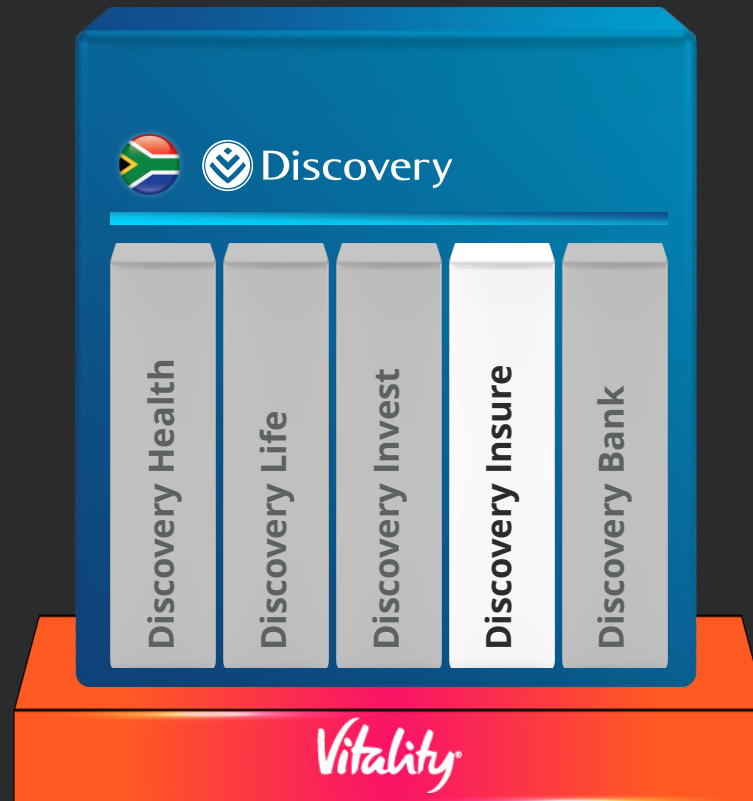 Discovery
Discovery Health
Discovery Life
Discovery Invest
Discovery Insure
Discovery Bank
Vitality®